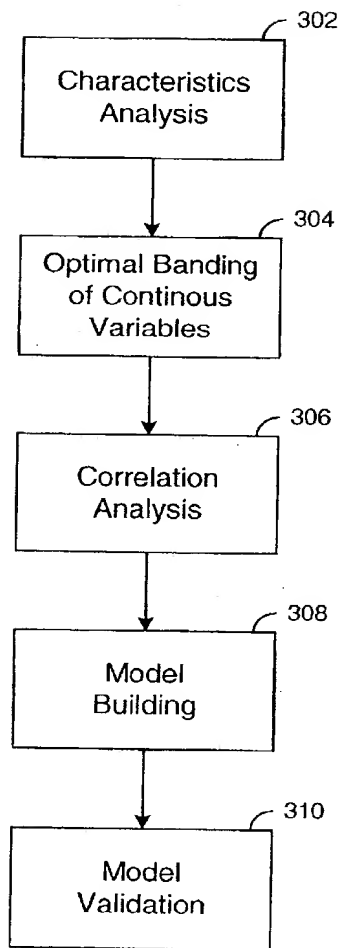 302
Characteristics
Analysis
304
Optimal Banding
of Continous
Variables
306
Correlation
Analysis
308
Model
Building
310
Model
Validation